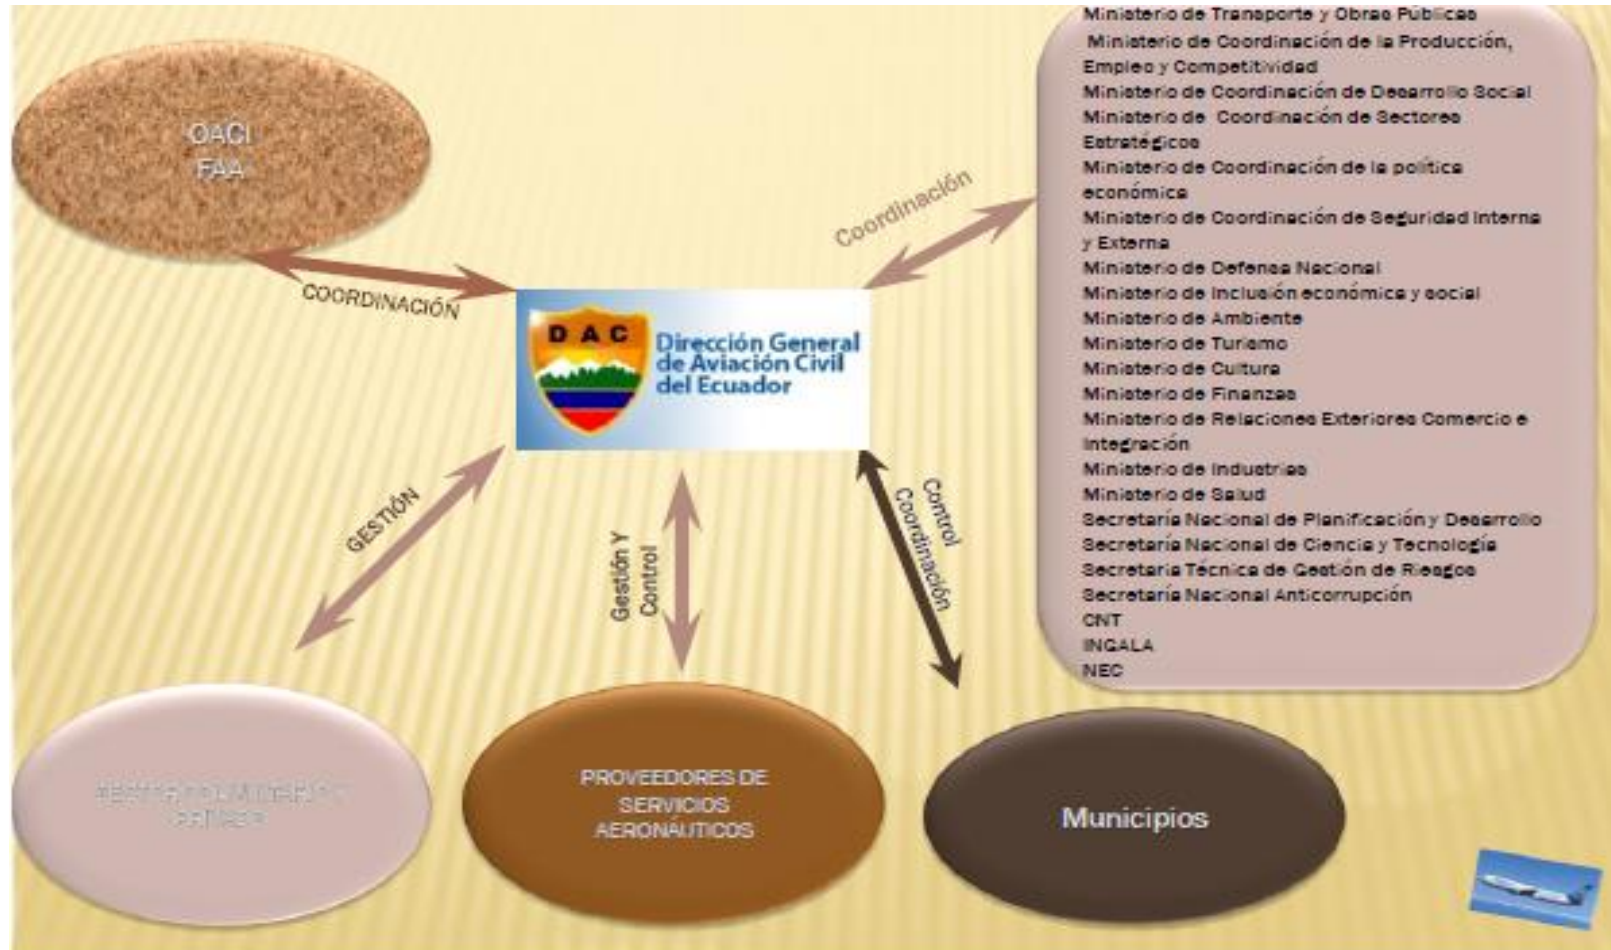 OACI
FAA
COORDINACIÓN
Coordinación
D A C
Dirección General
de Aviación Civil
del Ecuador
Ministerio de Transporte y Obras Públicas
Ministerio de Coordinación de la Producción,
Empleo y Competitividad
Ministerio de Coordinación de Desarrollo Social
Ministerio de Coordinación de Sectores
Estratégicos
Ministerio de Coordinación de la política
económica
Ministerio de Coordinación de Seguridad Interna
y Externa
Ministerio de Defensa Nacional
Ministerio de Inclusión económica y social
Ministerio de Ambiente
Ministerio de Turismo
Ministerio de Cultura
Ministerio de Finanzas
Ministerio de Relaciones Exteriores Comercio e
Integración
Ministerio de Industrias
Ministerio de Salud
Secretaría Nacional de Planificación y Desarrollo
Secretaría Nacional de Ciencia y Tecnología
Secretaria Técnica de Gestión de Riesgos
Secretaría Nacional Anticorrupción
CNT
INGALA
NEC
GESTIÓN
Gestión Y
Control
Control
Coordinación
PROVEEDORES DE
SERVICIOS
AERONÁUTICOS
Municipios